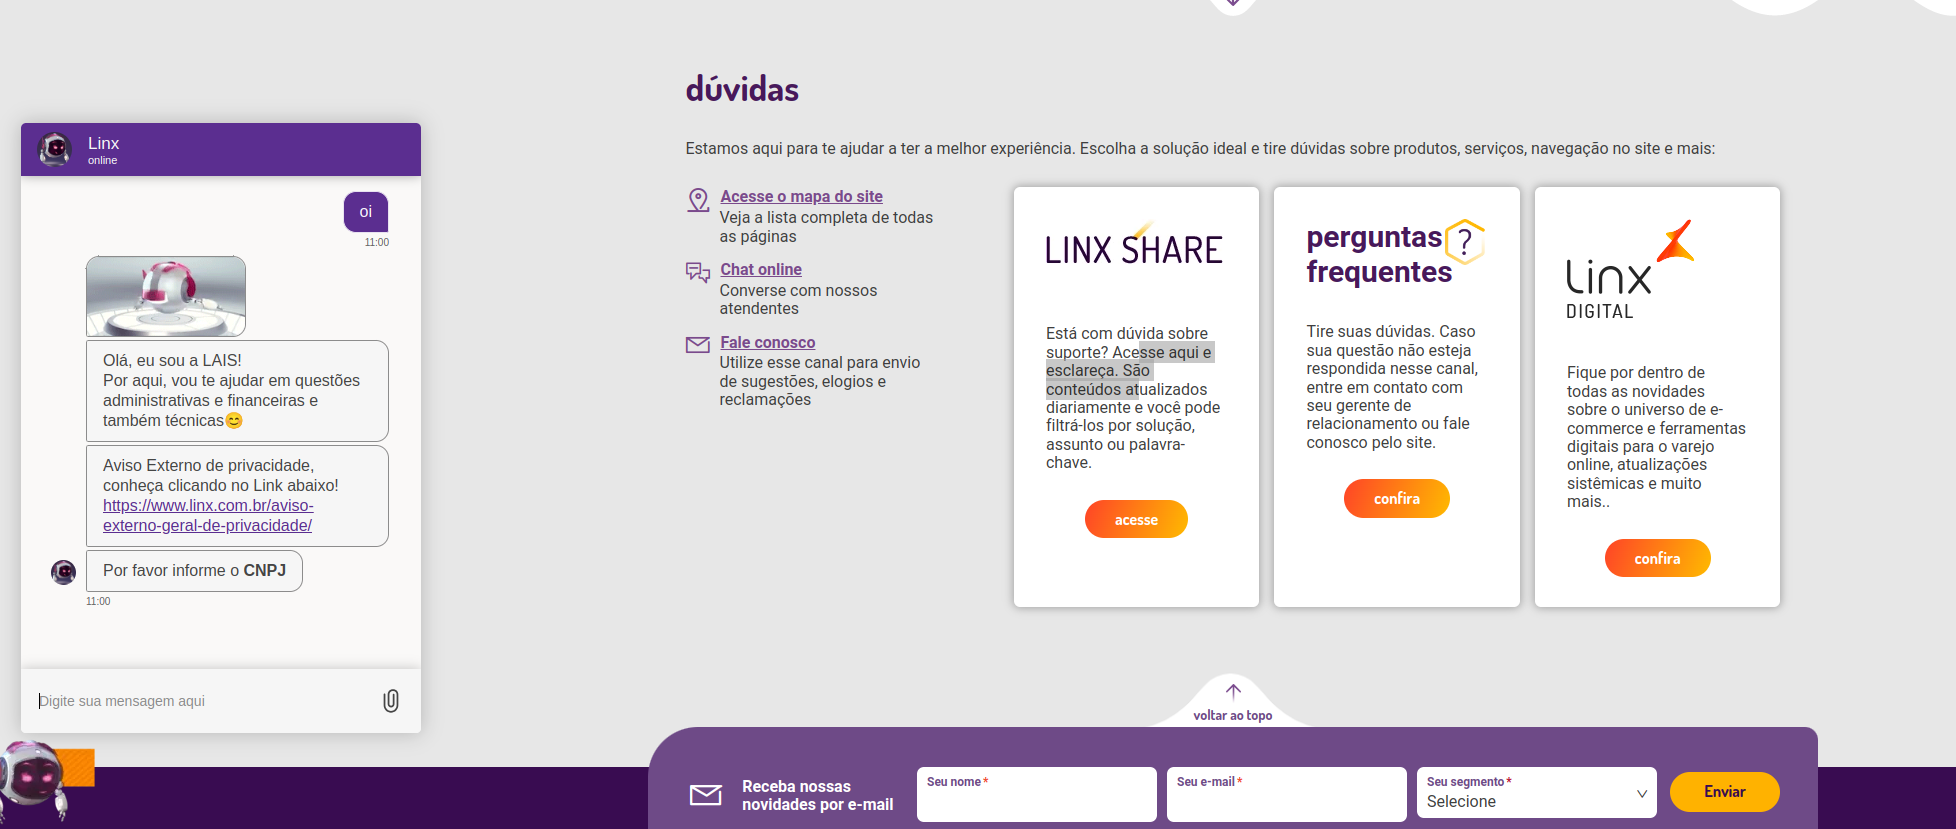 Linx
online
oi
11:00
Olá, eu sou a LAIS!
Por aqui, vou te ajudar em questões
administrativas e financeiras e
também técnicas😊
Aviso Externo de privacidade,
conheça clicando no Link abaixo!
https://www.linx.com.br/aviso-
externo-geral-de-privacidade/
Por favor informe o CNPJ
11:00
Digite sua mensagem aqui
dúvidas
Estamos aqui para te ajudar a ter a melhor experiência. Escolha a solução ideal e tire dúvidas sobre produtos, serviços, navegação no site e mais:
Acesse o mapa do site
Veja a lista completa de todas
as páginas
Chat online
Converse com nossos
atendentes
Fale conosco
Utilize esse canal para envio
de sugestões, elogios e
reclamações
LINX SHARE
Está com dúvida sobre
suporte? Acesse aqui e
esclareça. São
conteúdos atualizados
diariamente e você pode
filtrá-los por solução,
assunto ou palavra-
chave.
acesse
perguntas ?
frequentes
Tire suas dúvidas. Caso
sua questão não esteja
respondida nesse canal,
entre em contato com
seu gerente de
relacionamento ou fale
conosco pelo site.
confira
Linx
DIGITAL
Fique por dentro de
todas as novidades
sobre o universo de e-
commerce e ferramentas
digitais para o varejo
online, atualizações
sistêmicas e muito
mais..
confira
voltar ao topo
Receba nossas
novidades por e-mail
Seu nome*
Seu e-mail*
Seu segmento*
Selecione
Enviar